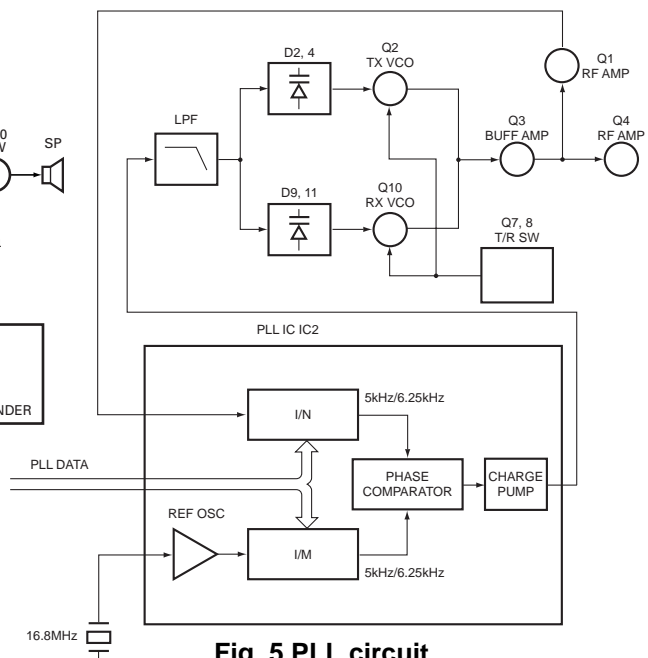 Q2
TX VCO
D2, 4
Q1
RF AMP
LPF
Q3
BUFF AMP
Q4
RF AMP
SP
D9, 11
Q10
RX VCO
Q7, 8
T/R SW
PLL IC IC2
5kHz/6.25kHz
I/N
PLL DATA
PHASE
COMPARATOR
CHARGE
PUMP
REF OSC
I/M
5kHz/6.25kHz
16.8MHz
Fig. 5 PLL circuit